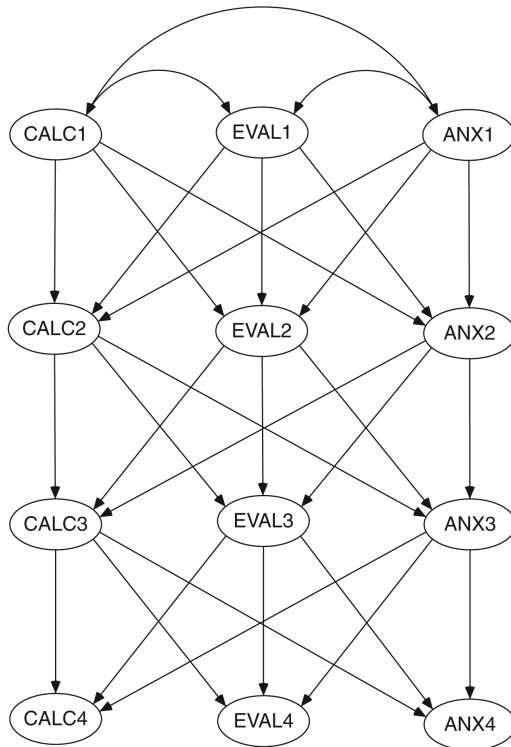 CALC1 EVAL1 ANX1
CALC2 EVAL2 ANX2
CALC3 EVAL3 ANX3
CALC4 EVAL4 ANX4